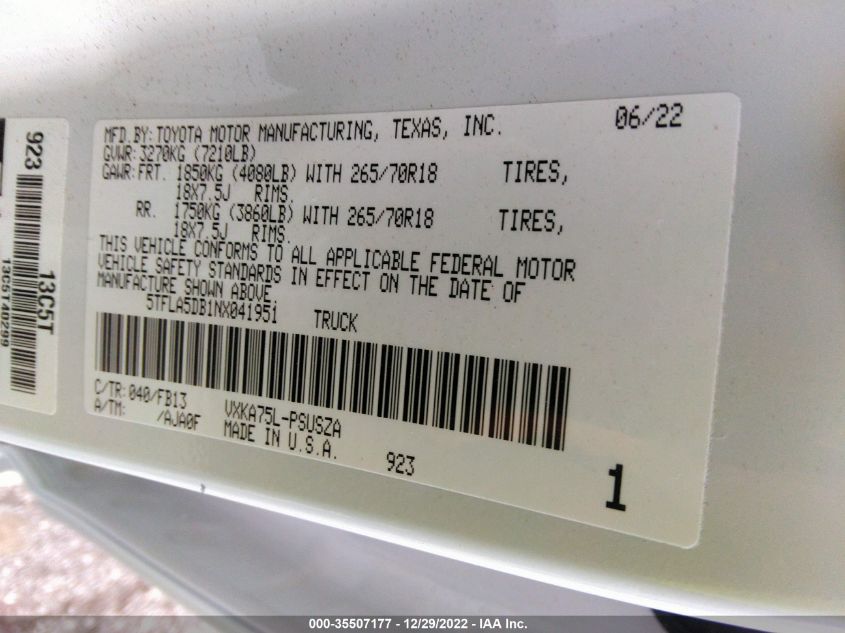 MFD.BY: TOYOTA MOTOR MANUFACTURING, TEXAS, INC. 06/22
GVWR: 3270KG (7210LB)
GAWR: FRT. 1850KG (4080LB) WITH 265/70R18 TIRES,
18X7.5J RIMS.
RR. 1750KG (3860LB) WITH 265/70R18 TIRES,
18X7.5J RIMS.
THIS VEHICLE CONFORMS TO ALL APPLICABLE FEDERAL MOTOR
VEHICLE SAFETY STANDARDS IN EFFECT ON THE DATE OF
MANUFACTURE SHOWN ABOVE.
5TFLA5DB1NX041951 TRUCK
C/TR: 040/FB13 VXKA75L-PSUSZA
A/TM: /AJA0F MADE IN U.S.A. 923 1
923
13C5T
13C5T40299
000-35507177 - 12/29/2022 - IAA Inc.